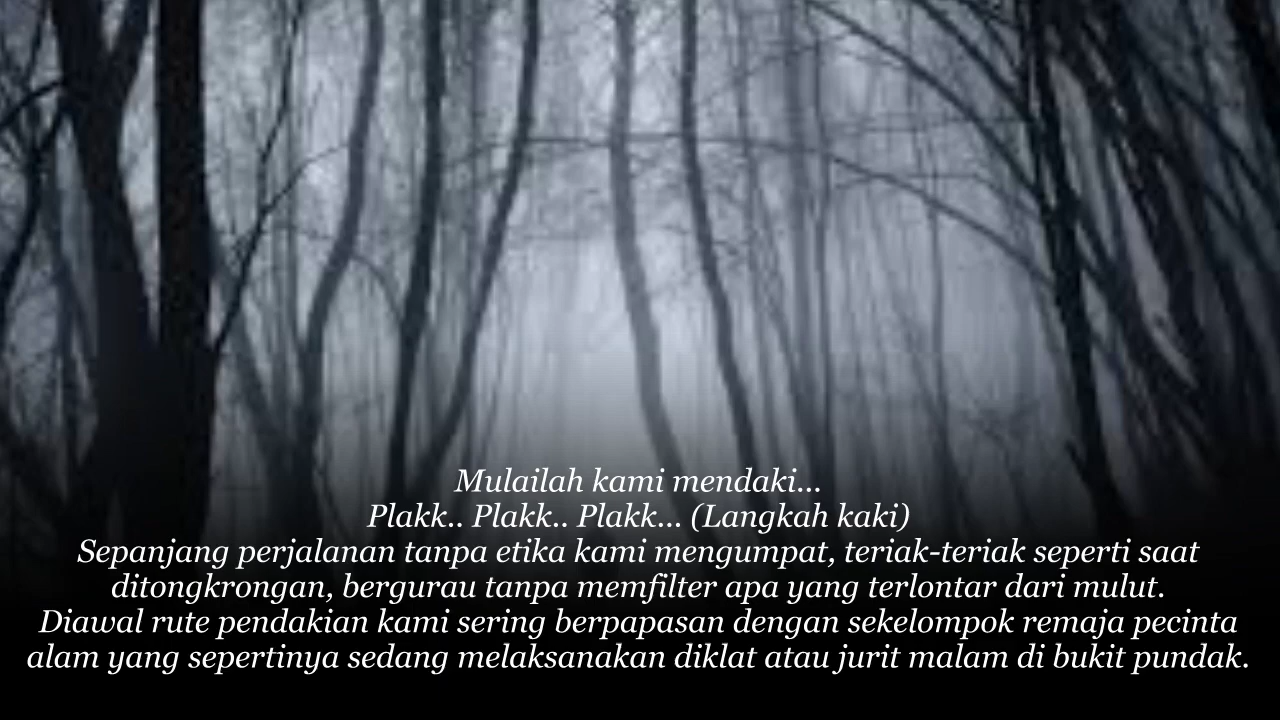 Mulailah kami mendaki...
Plakk.. Plakk.. Plakk... (Langkah kaki)
Sepanjang perjalanan tanpa etika kami mengumpat, teriak-teriak seperti saat
ditongkrongan, bergurau tanpa memfilter apa yang terlontar dari mulut.
Diawal rute pendakian kami sering berpapasan dengan sekelompok remaja pecinta
alam yang sepertinya sedang melaksanakan diklat atau jurit malam di bukit pundak.